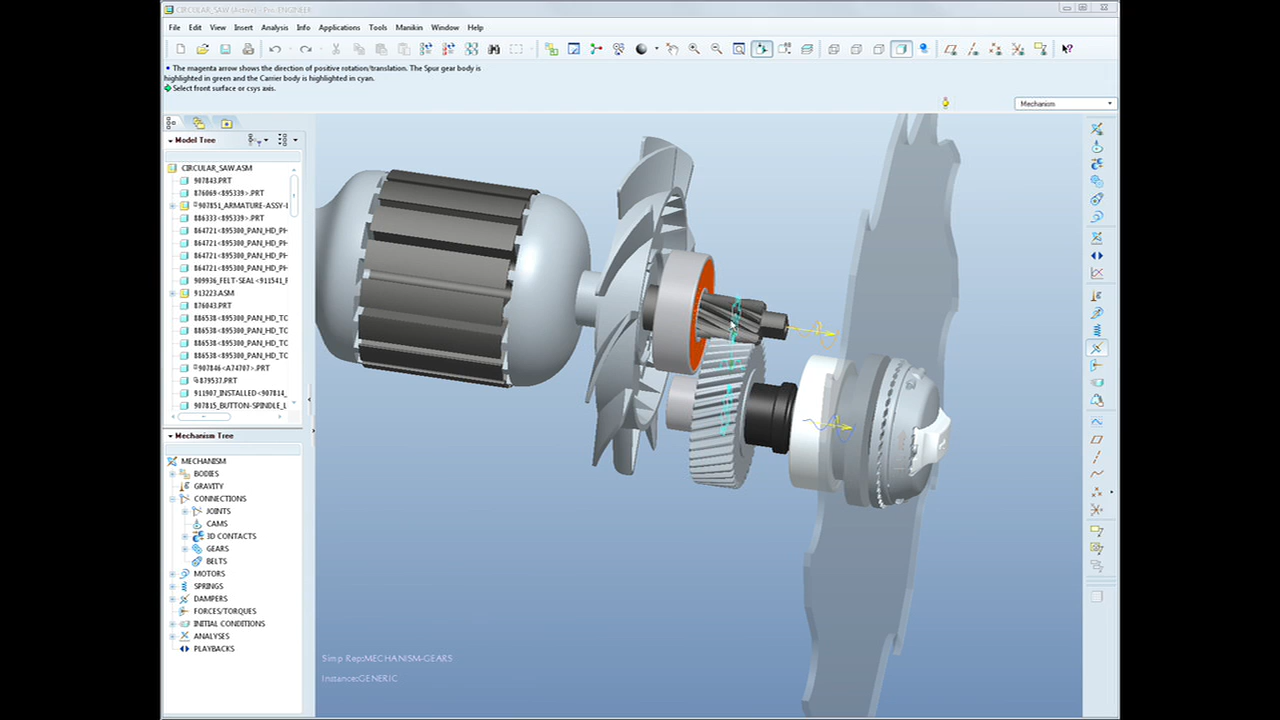 CIRCULAR_SAW (Active) - Pro/ENGINEER
File Edit View Insert Analysis Info Applications Tools Manikin Window Help
The magenta arrow shows the direction of positive rotation/translation. The Spur gear body is
highlighted in green and the Carrier body is highlighted in cyan.
Select front surface or csys axis.
Mechanism
Model Tree
CIRCULAR_SAW.ASM
907843.PRT
876069<895339>.PRT
907851_ARMATURE-ASSY-I
886333<895339>.PRT
864721<895300_PAN_HD_PH
864721<895300_PAN_HD_PH
864721<895300_PAN_HD_PH
864721<895300_PAN_HD_PH
909936_FELT-SEAL<911541_F
913223.ASM
876043.PRT
886538<895300_PAN_HD_TC
886538<895300_PAN_HD_TC
886538<895300_PAN_HD_TC
886538<895300_PAN_HD_TC
907846<A74707>.PRT
879537.PRT
911907_INSTALLED<907814_
907815_BUTTON-SPINDLE_L
Mechanism Tree
MECHANISM
BODIES
GRAVITY
CONNECTIONS
JOINTS
CAMS
3D CONTACTS
GEARS
BELTS
MOTORS
SPRINGS
DAMPERS
FORCES/TORQUES
INITIAL CONDITIONS
ANALYSES
PLAYBACKS
Simp Rep:MECHANISM-GEARS
Instance:GENERIC